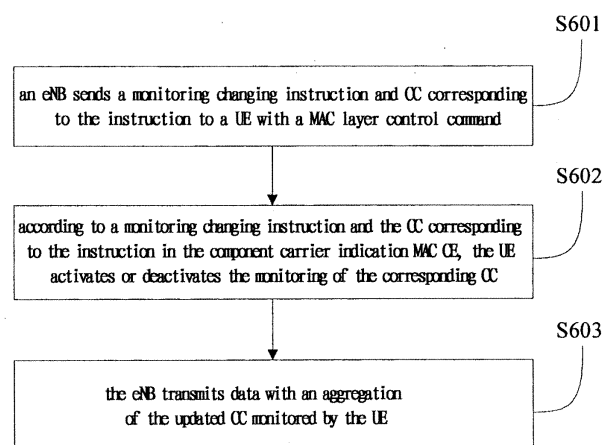 S601
an eNB sends a monitoring changing instruction and CC corresponding
to the instruction to a UE with a MAC layer control command
S602
according to a monitoring changing instruction and the CC corresponding
to the instruction in the component carrier indication MAC CE, the UE
activates or deactivates the monitoring of the corresponding CC
S603
the eNB transmits data with an aggregation
of the updated CC monitored by the UE